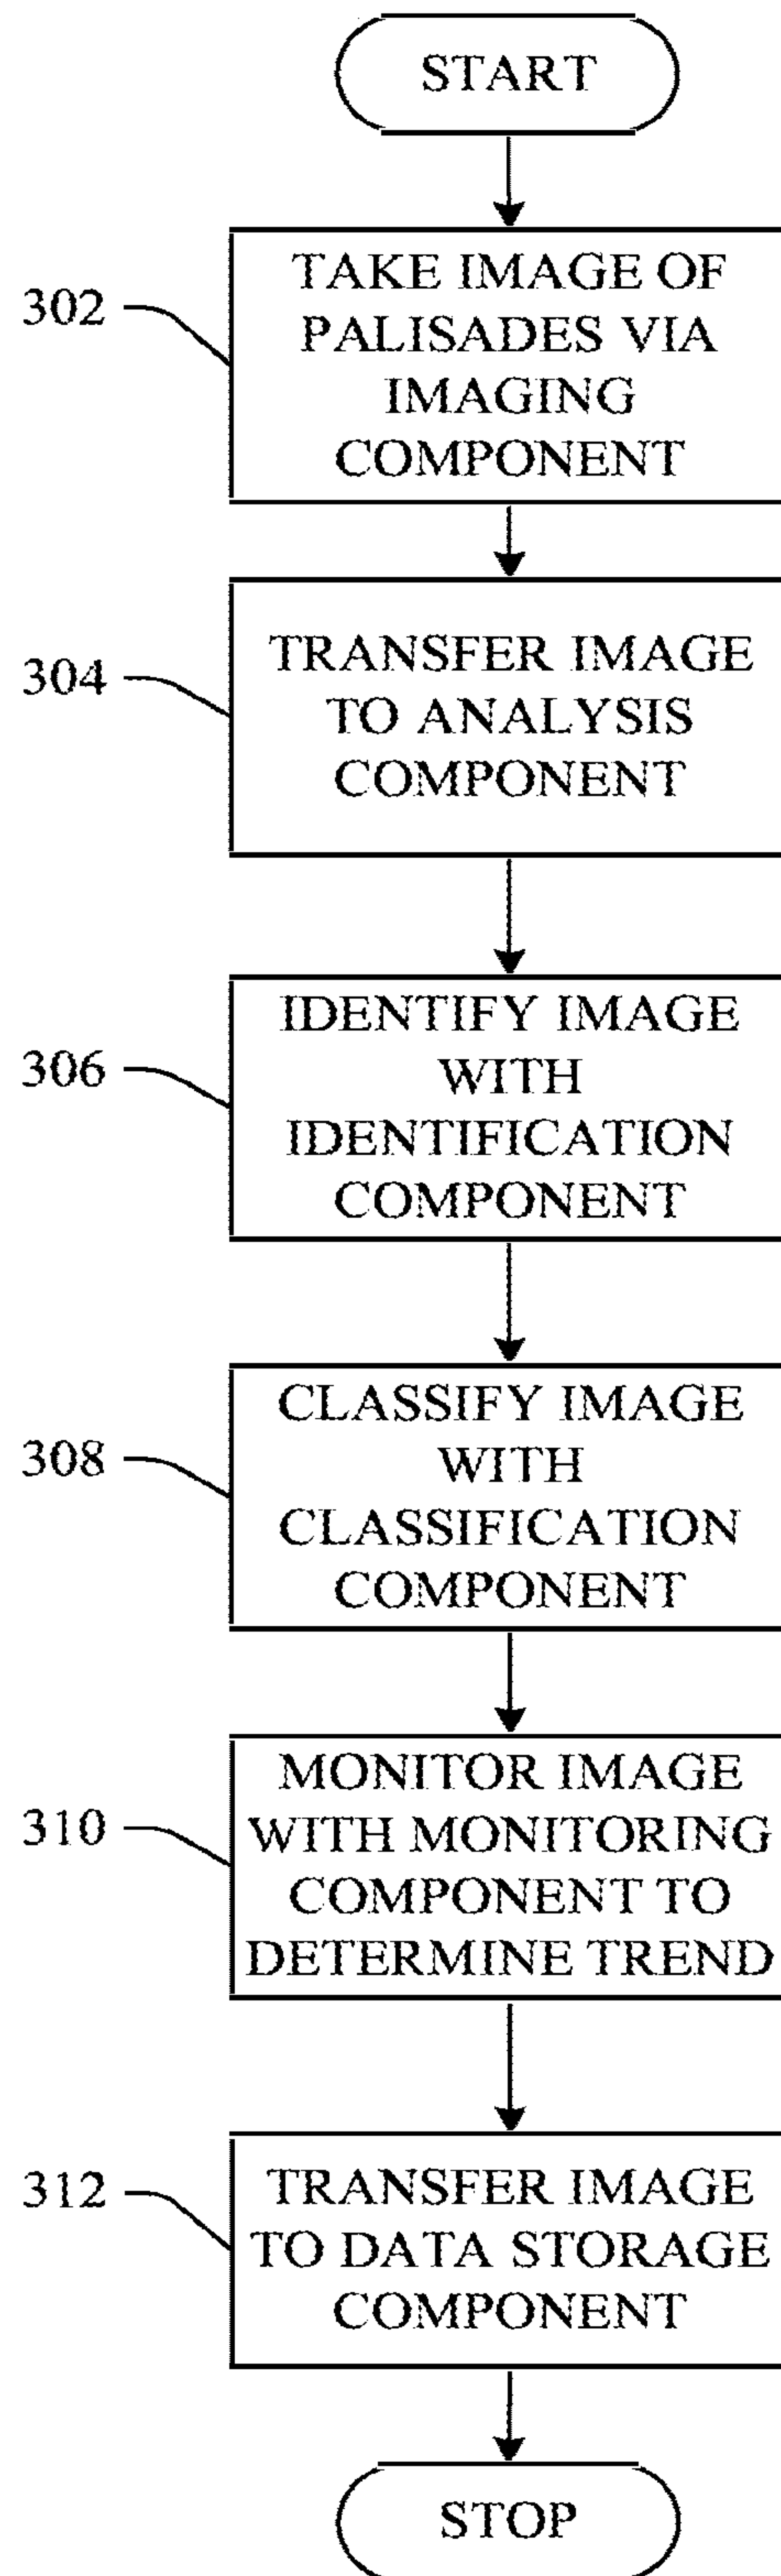 START
302
TAKE IMAGE OF
PALISADES VIA
IMAGING
COMPONENT
304
TRANSFER IMAGE
TO ANALYSIS
COMPONENT
306
IDENTIFY IMAGE
WITH
IDENTIFICATION
COMPONENT
308
CLASSIFY IMAGE
WITH
CLASSIFICATION
COMPONENT
310
MONITOR IMAGE
WITH MONITORING
COMPONENT TO
DETERMINE TREND
312
TRANSFER IMAGE
TO DATA STORAGE
COMPONENT
STOP